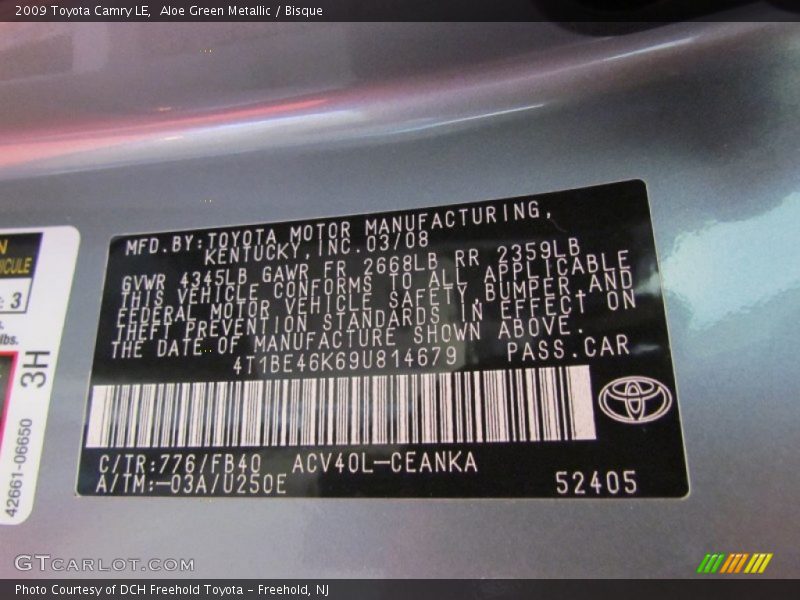 2009 Toyota Camry LE,  Aloe Green Metallic / Bisque
MFD.BY:TOYOTA MOTOR MANUFACTURING,
KENTUCKY,INC.03/08
GVWR 4345LB GAWR FR 2668LB RR 2359LB
THIS VEHICLE CONFORMS TO ALL APPLICABLE
FEDERAL MOTOR VEHICLE SAFETY,BUMPER AND
THEFT PREVENTION STANDARDS IN EFFECT ON
THE DATE OF MANUFACTURE SHOWN ABOVE.
4T1BE46K69U814679 PASS.CAR
C/TR:776/FB40 ACV40L-CEANKA
A/TM:-03A/U250E 52405
3
lbs.
3H
42661-06650
GTcarlot.com
Photo Courtesy of DCH Freehold Toyota - Freehold, NJ